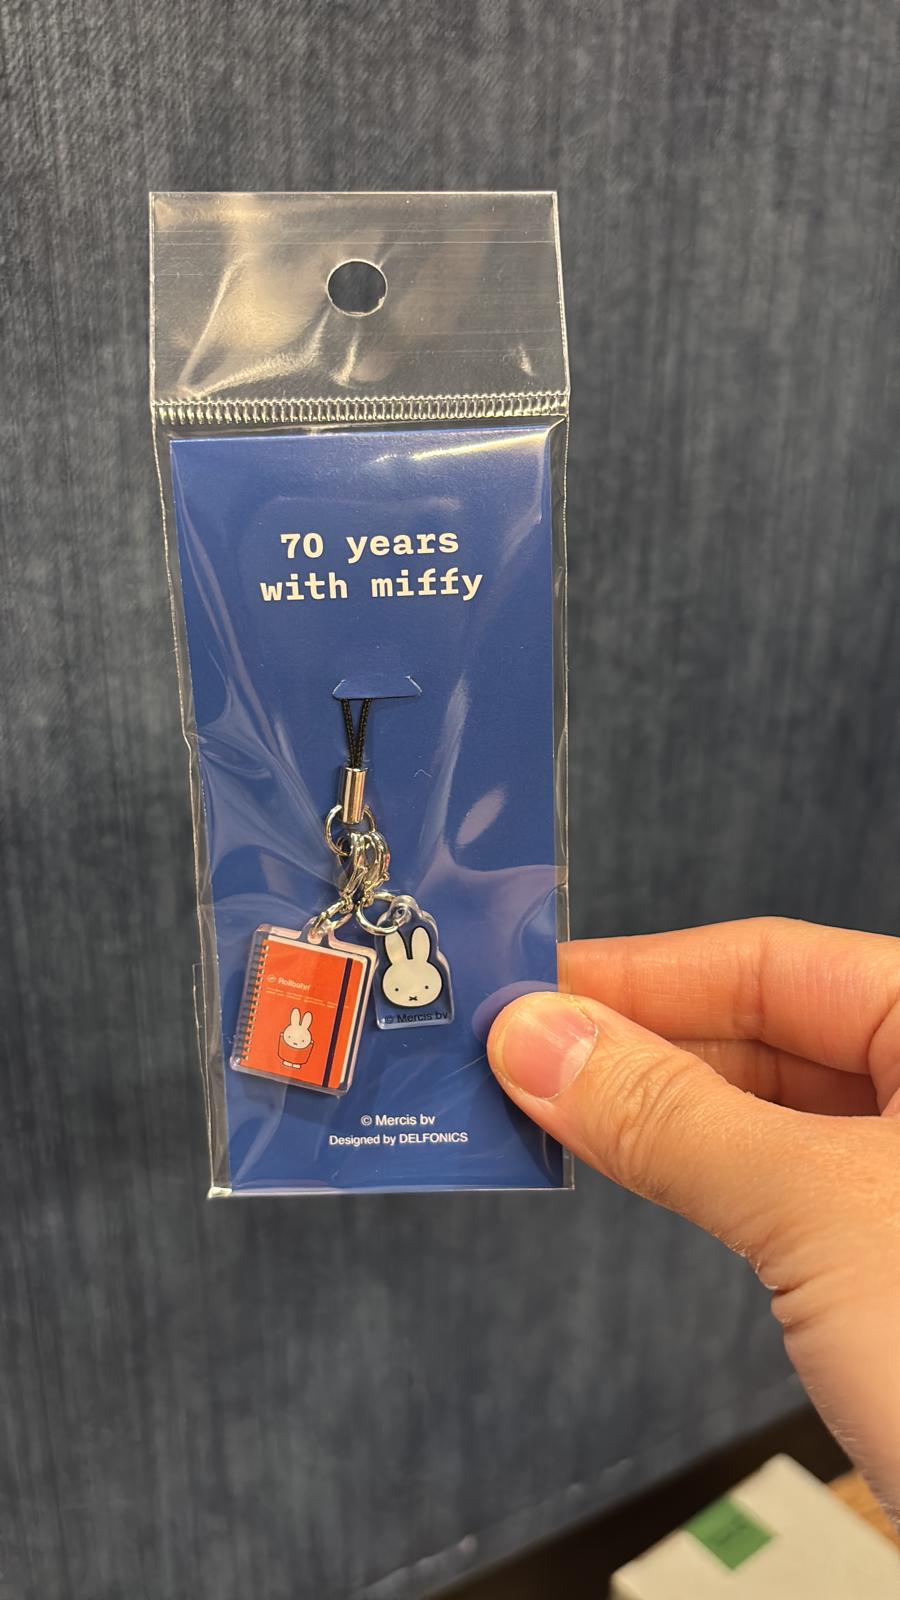 70 years
with miffy
Rollbahn
© Mercis bv
© Mercis bv
Designed by DELFONICS